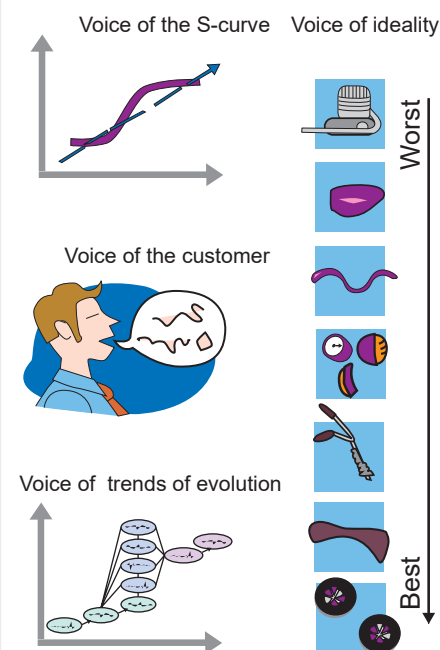 Voice of the S-curve
Voice of ideality
Worst
Voice of the customer
Voice of  trends of evolution
Best